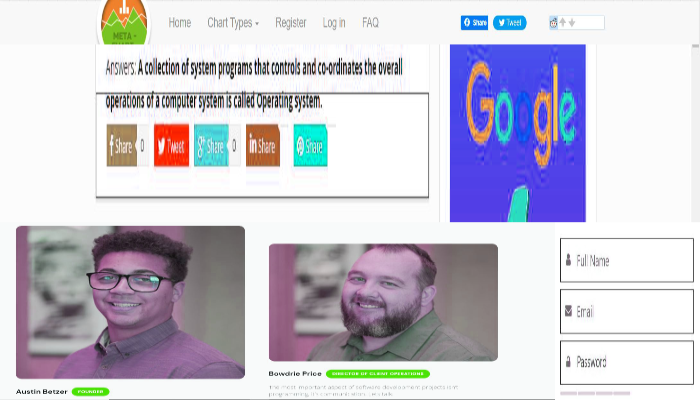 META -
Home Chart Types Register Log in FAQ
Share Tweet
Answers: A collection of system programs that controls and co-ordinates the overall
operations of a computer system is called Operating system.
Share 0 Tweet Share 0 Share Share
Google
Full Name
Email
Password
Bowdrie Price DIRECTOR OF CLIENT OPERATIONS
The most important aspect of software development projects isn't
programming, it's communication. Let's talk.
Austin Betzer FOUNDER